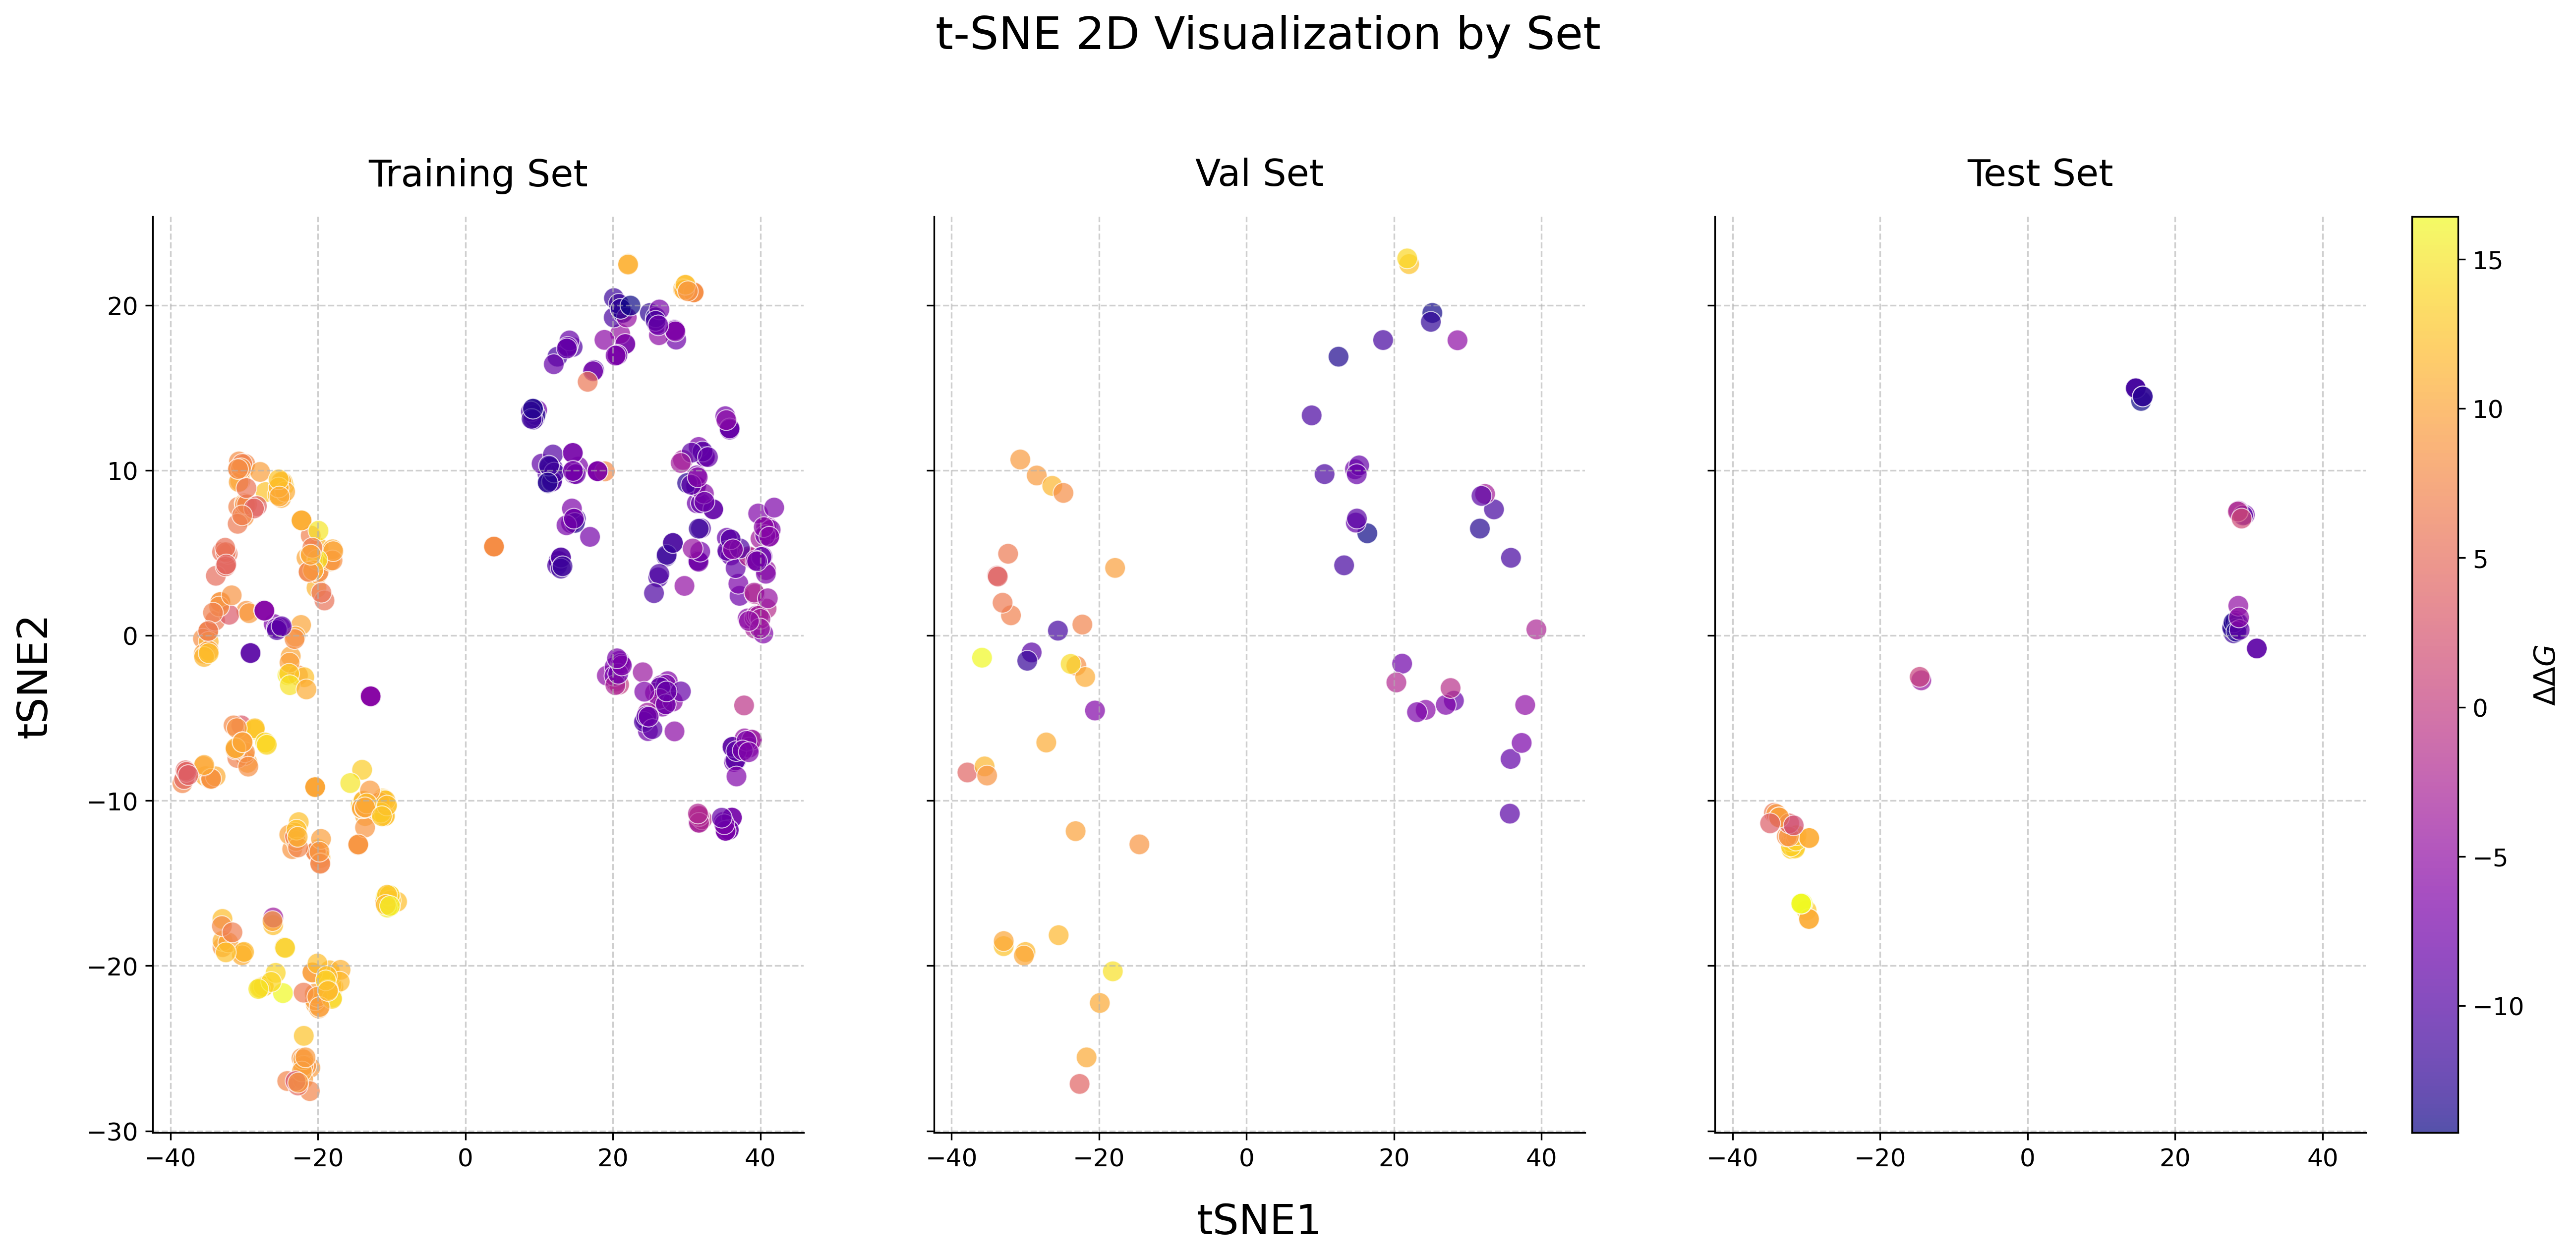 t-SNE 2D Visualization by Set
Training Set
Val Set
Test Set
tSNE2
20
10
0
−10
−20
−30
−40 −20 0 20 40
−40 −20 0 20 40
−40 −20 0 20 40
tSNE1
15
10
5
0
−5
−10
ΔΔG